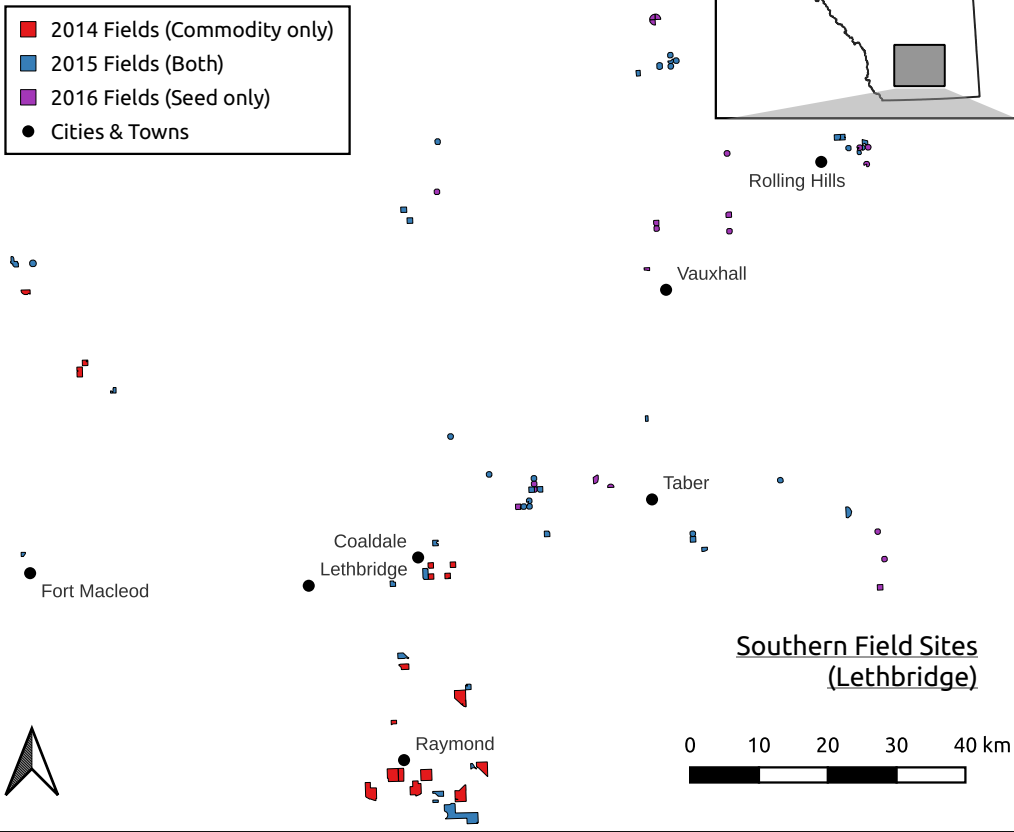 2014 Fields (Commodity only)
2015 Fields (Both)
2016 Fields (Seed only)
Cities & Towns
Rolling Hills
Vauxhall
Taber
Coaldale
Lethbridge
Fort Macleod
Southern Field Sites
(Lethbridge)
Raymond
0 10 20 30 40 km